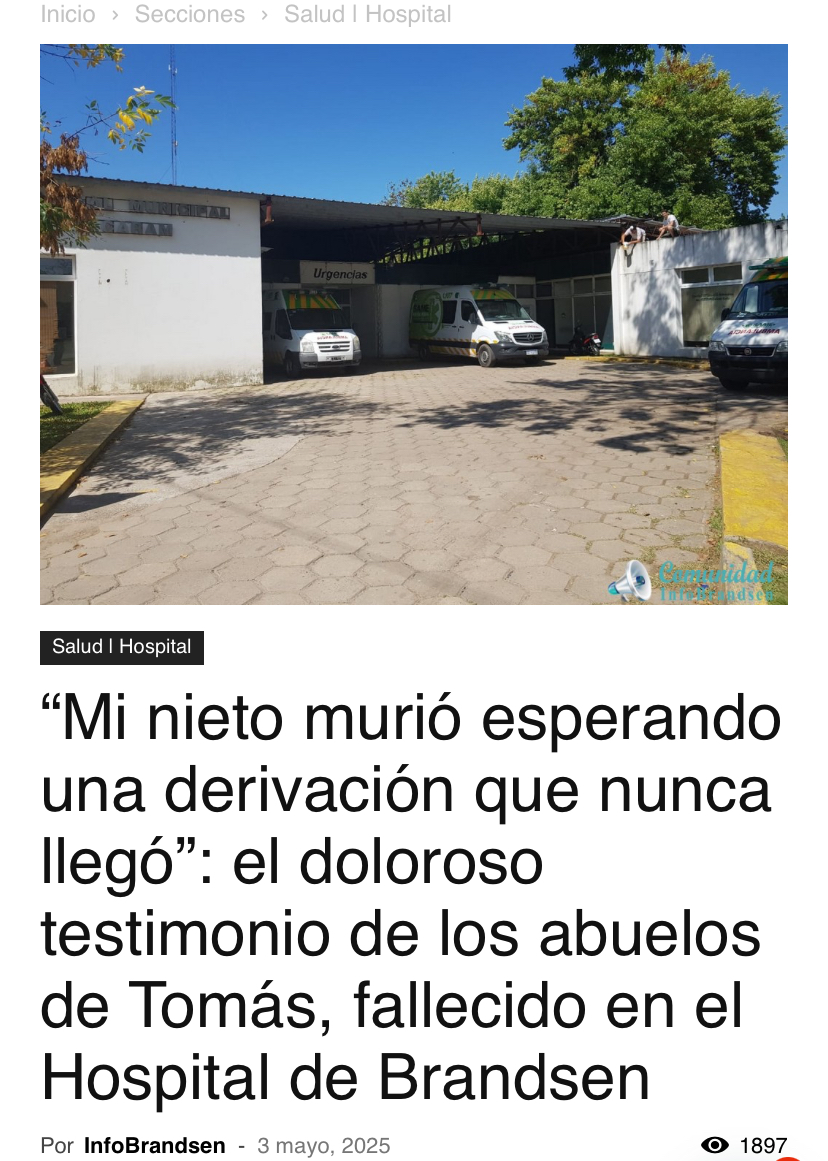 Inicio › Secciones › Salud | Hospital
Urgencias
Comunidad
InfoBrandsen
Salud | Hospital
“Mi nieto murió esperando
una derivación que nunca
llegó”: el doloroso
testimonio de los abuelos
de Tomás, fallecido en el
Hospital de Brandsen
Por InfoBrandsen - 3 mayo, 2025
1897